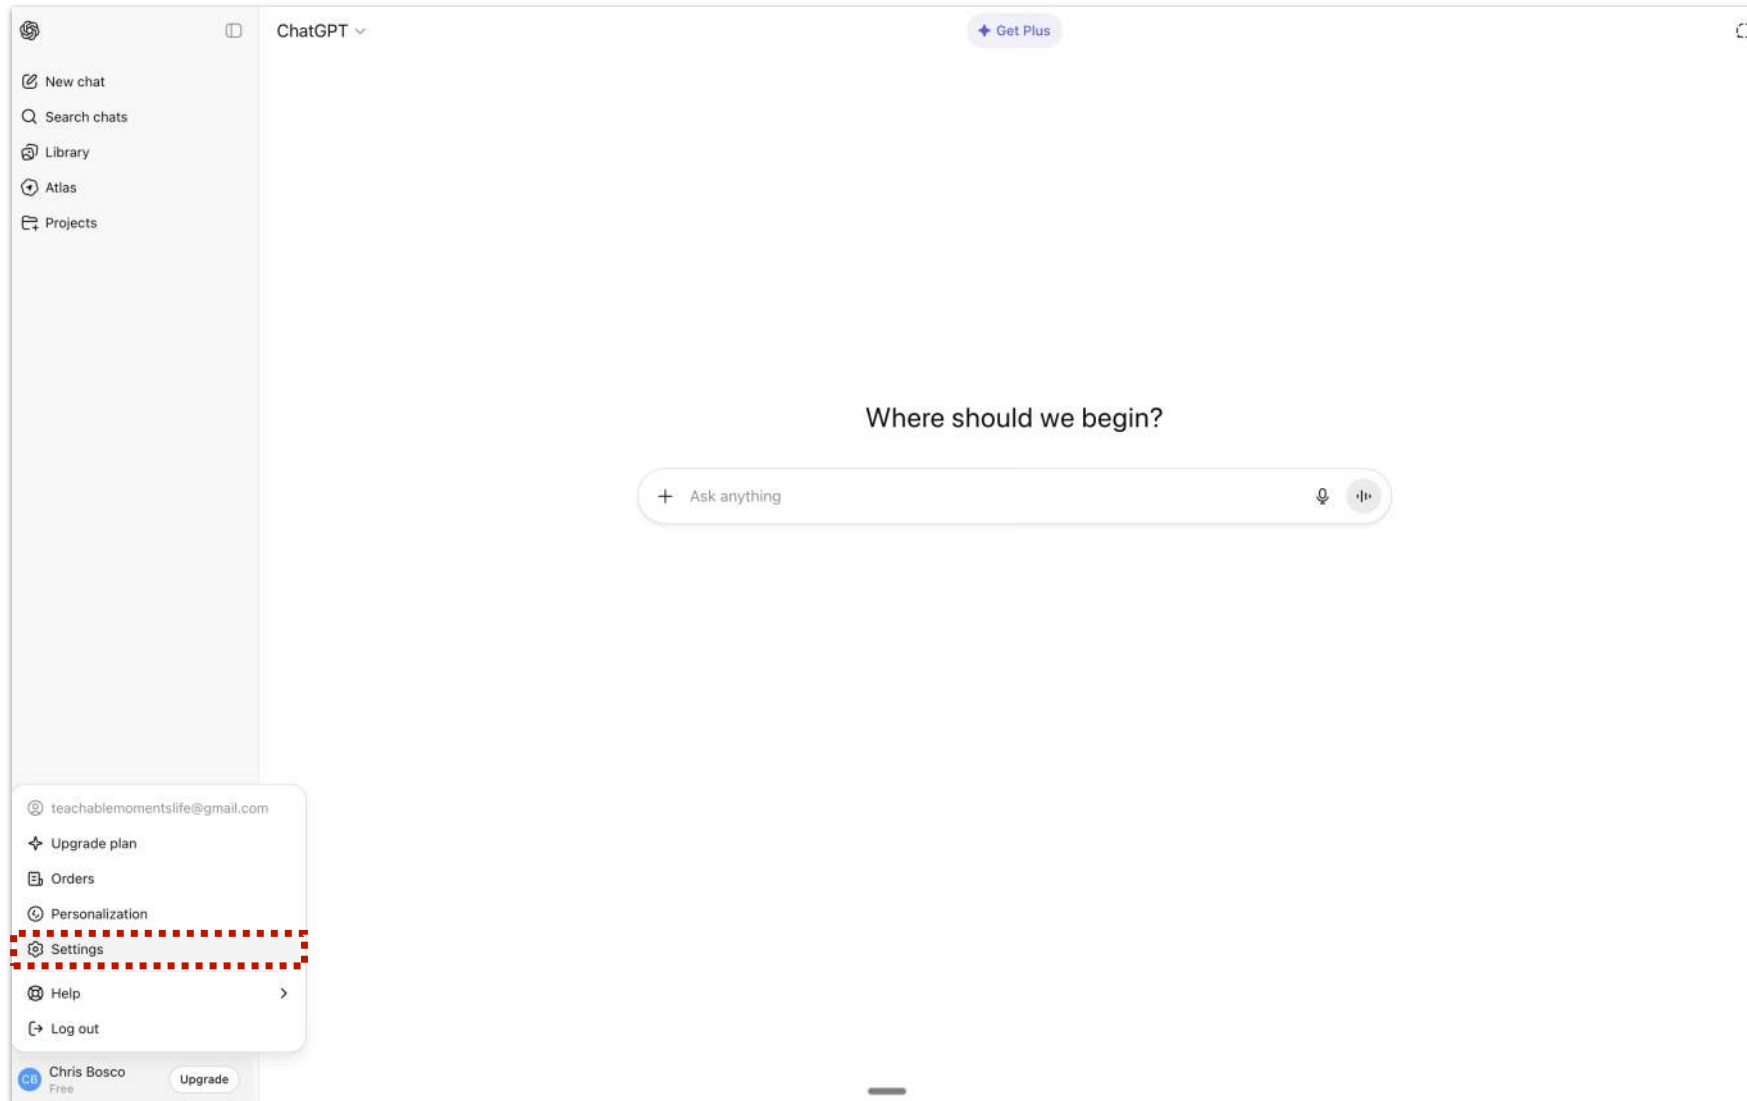 ChatGPT
Get Plus
New chat
Search chats
Library
Atlas
Projects
Where should we begin?
Ask anything
teachablemomentslife@gmail.com
Upgrade plan
Orders
Personalization
Settings
Help
Log out
CB
Chris Bosco
Free
Upgrade